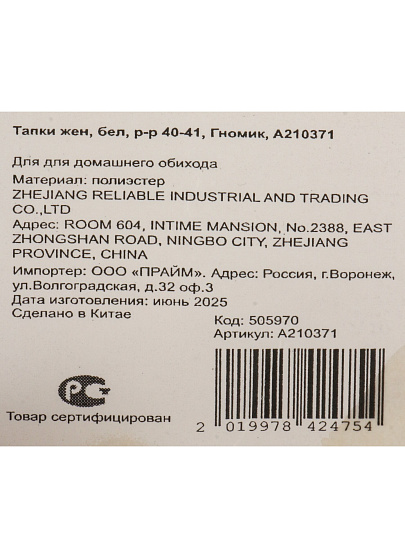 Тапки жен, бел, р-р 40-41, Гномик, А210371
Для для домашнего обихода
Материал: полиэстер
ZHEJIANG RELIABLE INDUSTRIAL AND TRADING
CO.,LTD
Адрес: ROOM 604, INTIME MANSION, No.2388, EAST
ZHONGSHAN ROAD, NINGBO CITY, ZHEJIANG
PROVINCE, CHINA
Импортер: ООО «ПРАЙМ». Адрес: Россия, г.Воронеж,
ул.Волгоградская, д.32 оф.3
Дата изготовления: июнь 2025
Сделано в Китае
Код: 505970
Артикул: А210371
РСТ
Товар сертифицирован
2 019978 424754